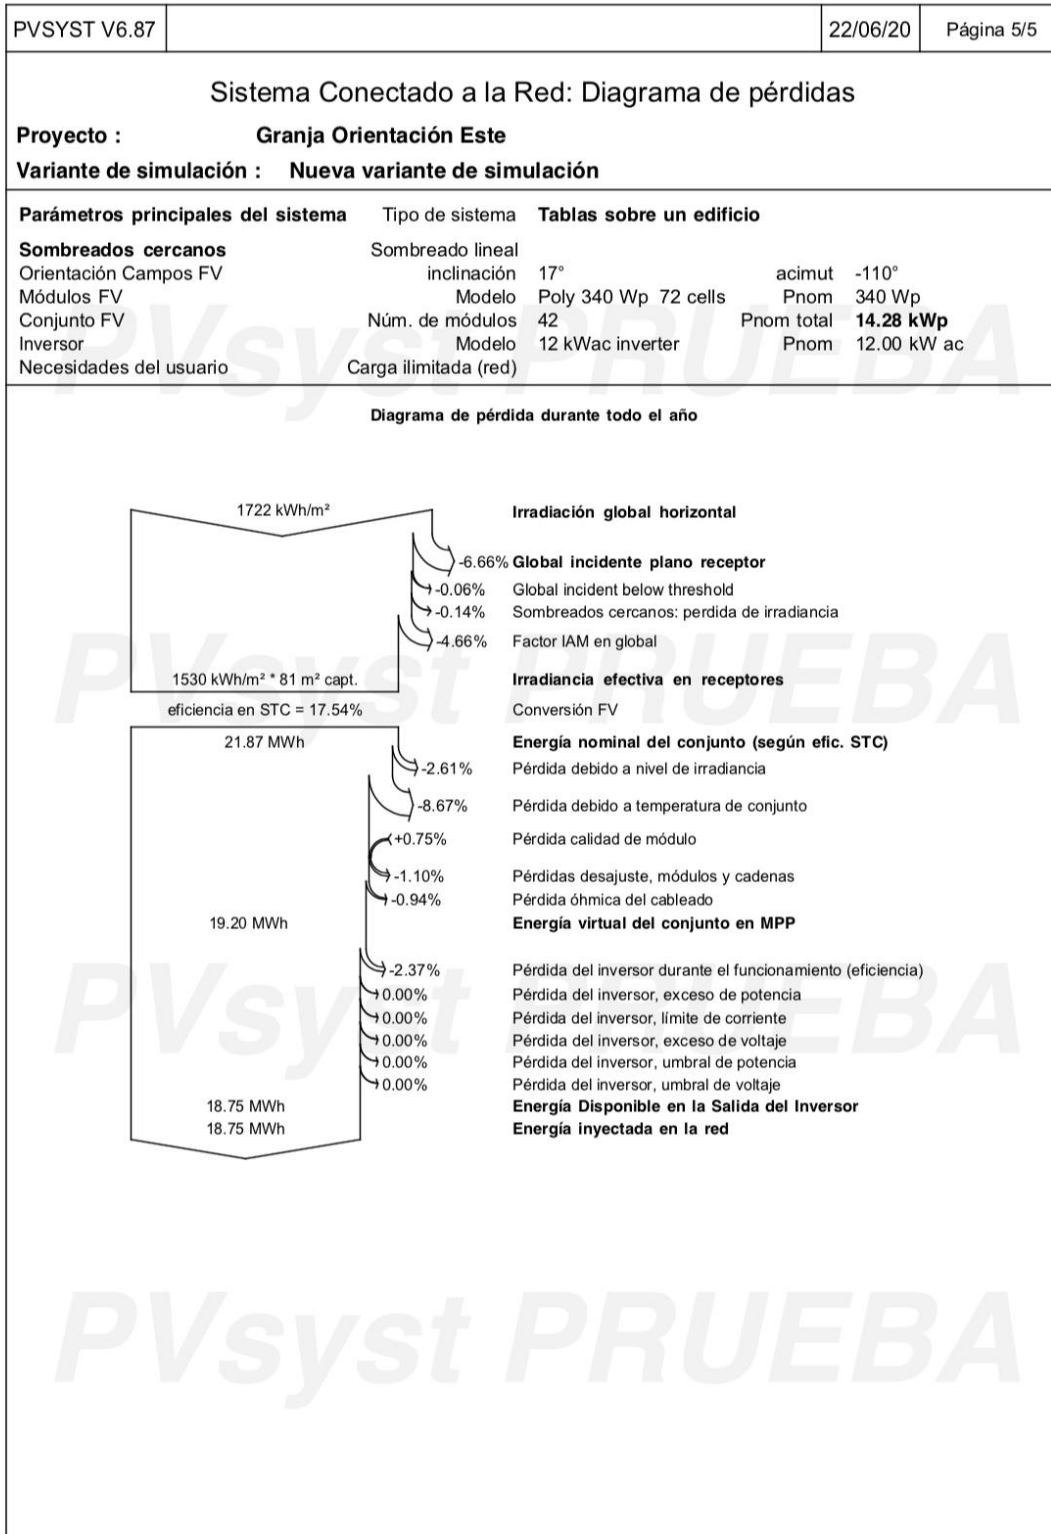 PVSYST V6.87 22/06/20 Página 5/5
Sistema Conectado a la Red: Diagrama de pérdidas
Proyecto : Granja Orientación Este
Variante de simulación : Nueva variante de simulación
Parámetros principales del sistema Tipo de sistema Tablas sobre un edificio
Sombreados cercanos Sombreado lineal
Orientación Campos FV inclinación 17° acimut -110°
Módulos FV Modelo Poly 340 Wp 72 cells Pnom 340 Wp
Conjunto FV Núm. de módulos 42 Pnom total 14.28 kWp
Inversor Modelo 12 kWac inverter Pnom 12.00 kW ac
Necesidades del usuario Carga ilimitada (red)
PVsyst PRUEBA
Diagrama de pérdida durante todo el año
1722 kWh/m² Irradiación global horizontal
-6.66% Global incidente plano receptor
-0.06% Global incident below threshold
-0.14% Sombreados cercanos: perdida de irradiancia
-4.66% Factor IAM en global
PVsyst PRUEBA
1530 kWh/m² * 81 m² capt. Irradiancia efectiva en receptores
eficiencia en STC = 17.54% Conversión FV
21.87 MWh Energía nominal del conjunto (según efic. STC)
-2.61% Pérdida debido a nivel de irradiancia
-8.67% Pérdida debido a temperatura de conjunto
+0.75% Pérdida calidad de módulo
-1.10% Pérdidas desajuste, módulos y cadenas
-0.94% Pérdida óhmica del cableado
19.20 MWh Energía virtual del conjunto en MPP
-2.37% Pérdida del inversor durante el funcionamiento (eficiencia)
0.00% Pérdida del inversor, exceso de potencia
PVsyst PRUEBA
0.00% Pérdida del inversor, límite de corriente
0.00% Pérdida del inversor, exceso de voltaje
0.00% Pérdida del inversor, umbral de potencia
0.00% Pérdida del inversor, umbral de voltaje
18.75 MWh Energía Disponible en la Salida del Inversor
18.75 MWh Energía inyectada en la red
PVsyst PRUEBA